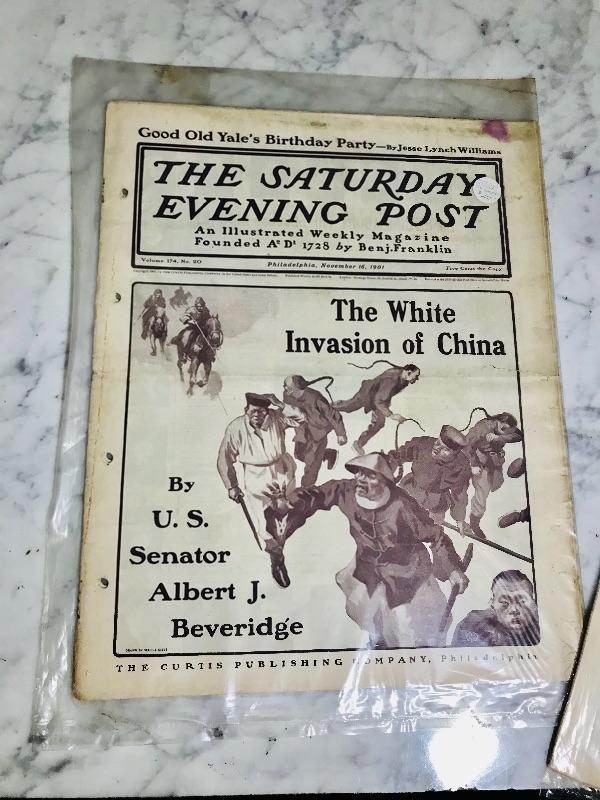 Good Old Yale's Birthday Party—By Jesse Lynch Williams
THE SATURDAY
EVENING POST
An Illustrated Weekly Magazine
Founded A° Dⁱ 1728 by Benj. Franklin
Volume 174, No. 20
Philadelphia, November 16, 1901
Five Cents the Copy
The White
Invasion of China
By
U. S.
Senator
Albert J.
Beveridge
THE CURTIS PUBLISHING COMPANY, Philadelphia